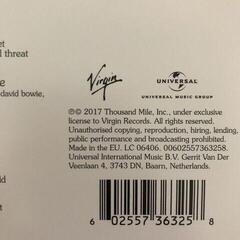 et
l threat
e
david bowie,
Virgin
UNIVERSAL
UNIVERSAL MUSIC GROUP
℗© 2017 Thousand Mile, Inc., under exclusive
license to Virgin Records. All rights reserved.
Unauthorised copying, reproduction, hiring, lending,
public performance and broadcasting prohibited.
Made in the EU. LC 06406. 00602557363258.
Universal International Music B.V. Gerrit Van Der
Veenlaan 4, 3743 DN, Baarn, Netherlands.
ld
6 02557 36325 8